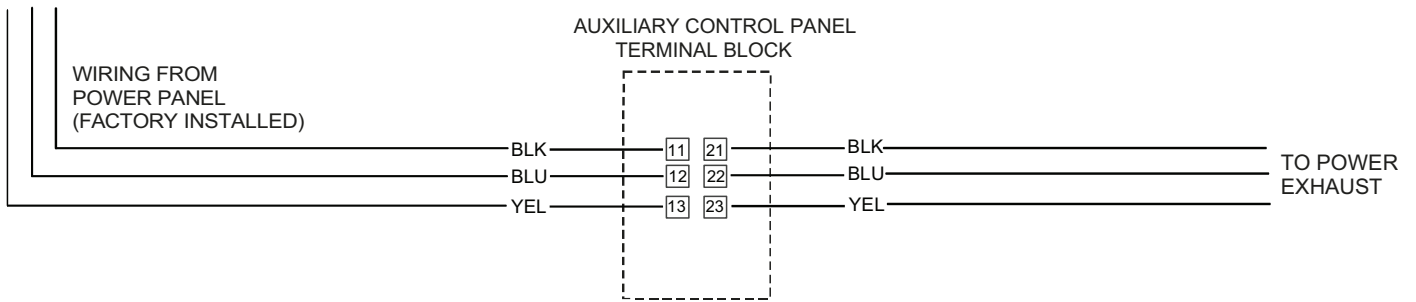 AUXILIARY CONTROL PANEL
TERMINAL BLOCK
WIRING FROM
POWER PANEL
(FACTORY INSTALLED)
BLK 11 21 BLK
BLU 12 22 BLU
YEL 13 23 YEL
TO POWER
EXHAUST